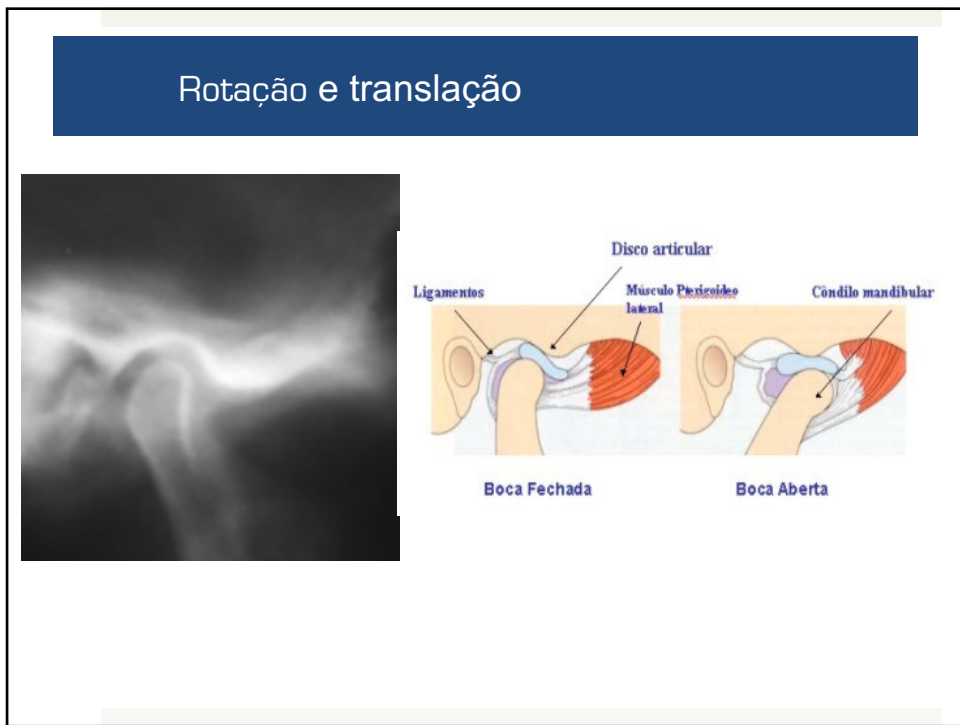 Rotação e translação
Disco articular
Ligamentos
Músculo Pterigoideo
lateral
Côndilo mandibular
Boca Fechada
Boca Aberta